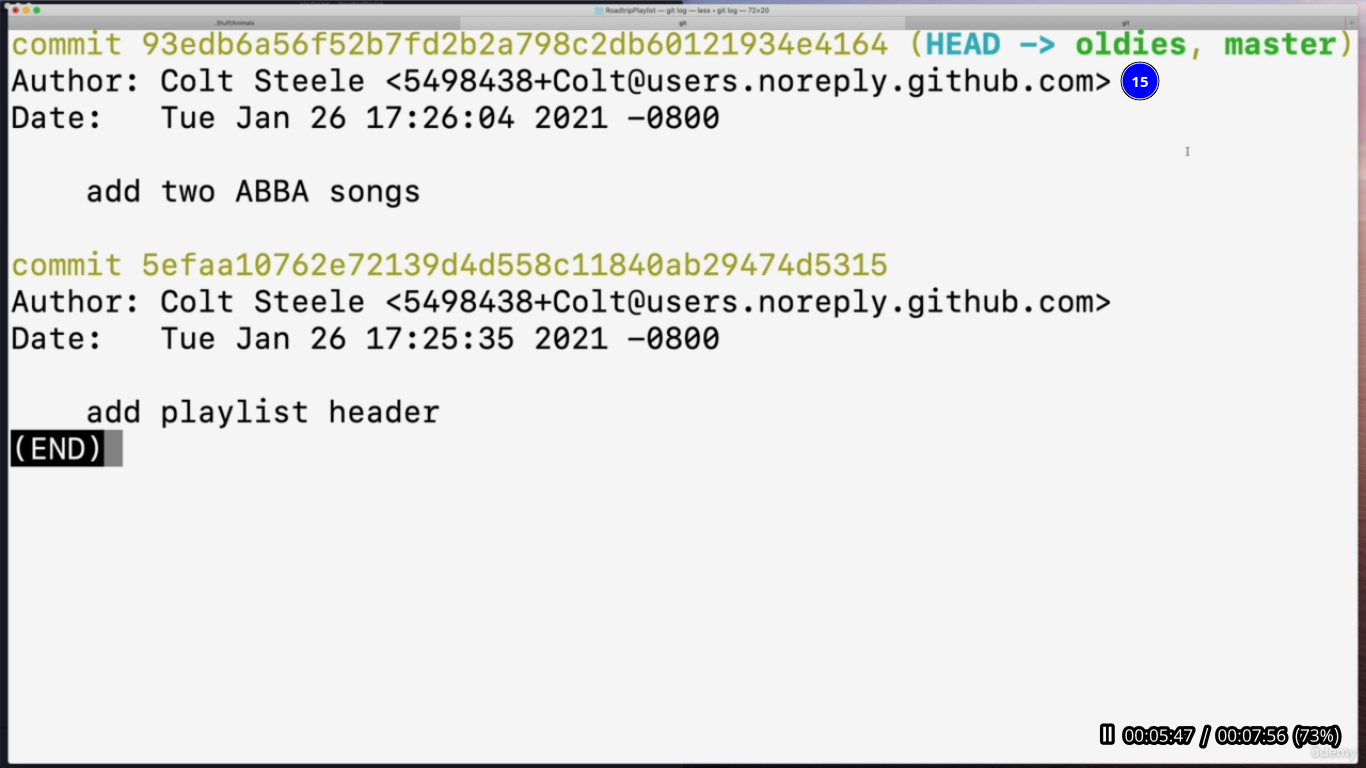 RoadtripPlaylist — git log — less ‹ git log — 72×20
..Stuff/Animals
git
git
commit 93edb6a56f52b7fd2b2a798c2db60121934e4164 (HEAD -> oldies, master)
Author: Colt Steele <5498438+Colt@users.noreply.github.com>
15
Date:   Tue Jan 26 17:26:04 2021 -0800
add two ABBA songs
commit 5efaa10762e72139d4d558c11840ab29474d5315
Author: Colt Steele <5498438+Colt@users.noreply.github.com>
Date:   Tue Jan 26 17:25:35 2021 -0800
add playlist header
(END)
00:05:47 / 00:07:56 (73%)
udemy